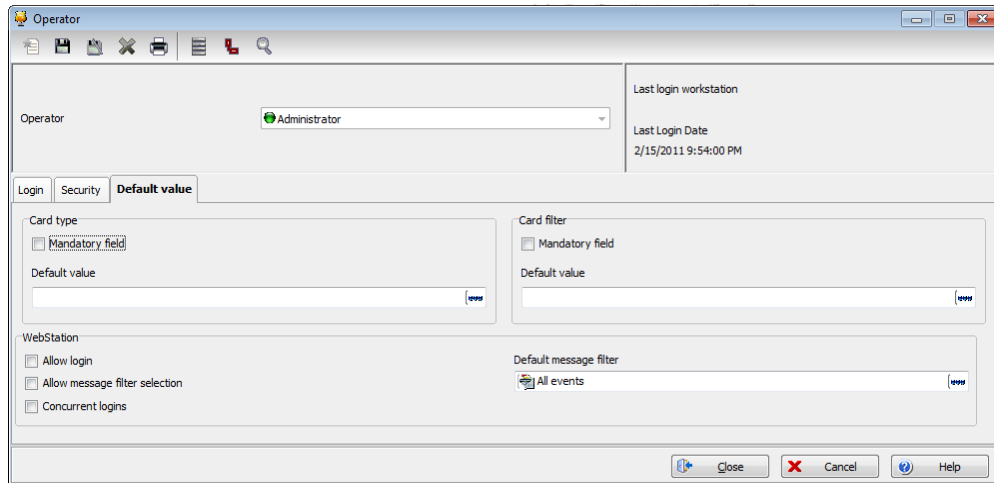 Operator
Last login workstation
Operator
Administrator
Last Login Date
2/15/2011 9:54:00 PM
Login Security Default value
Card type
Mandatory field
Default value
Card filter
Mandatory field
Default value
WebStation
Allow login
Allow message filter selection
Concurrent logins
Default message filter
All events
Close Cancel Help